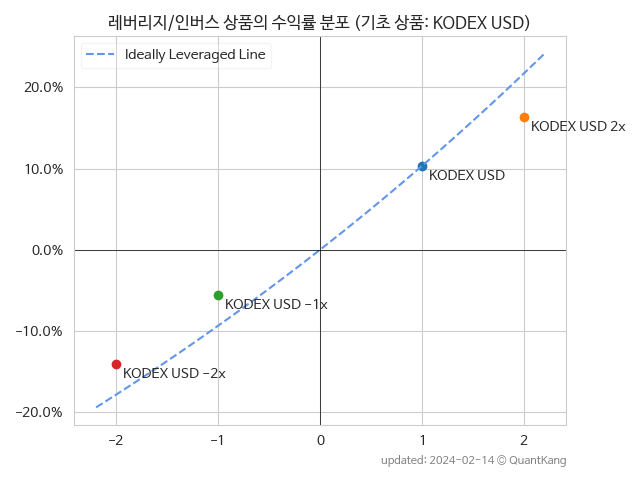 레버리지/인버스 상품의 수익률 분포 (기초 상품: KODEX USD)
Ideally Leveraged Line
20.0%
10.0%
0.0%
-10.0%
-20.0%
KODEX USD 2x
KODEX USD
KODEX USD -1x
KODEX USD -2x
-2 -1 0 1 2
updated: 2024-02-14 © QuantKang